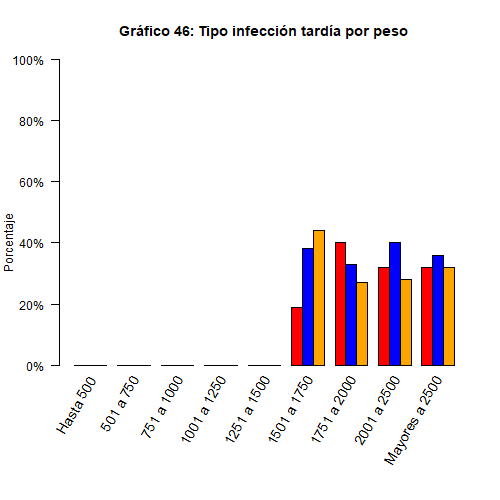 Gráfico 46: Tipo infección tardía por peso
100%
80%
60%
40%
20%
0%
Porcentaje
Hasta 500
501 a 750
751 a 1000
1001 a 1250
1251 a 1500
1501 a 1750
1751 a 2000
2001 a 2500
Mayores a 2500